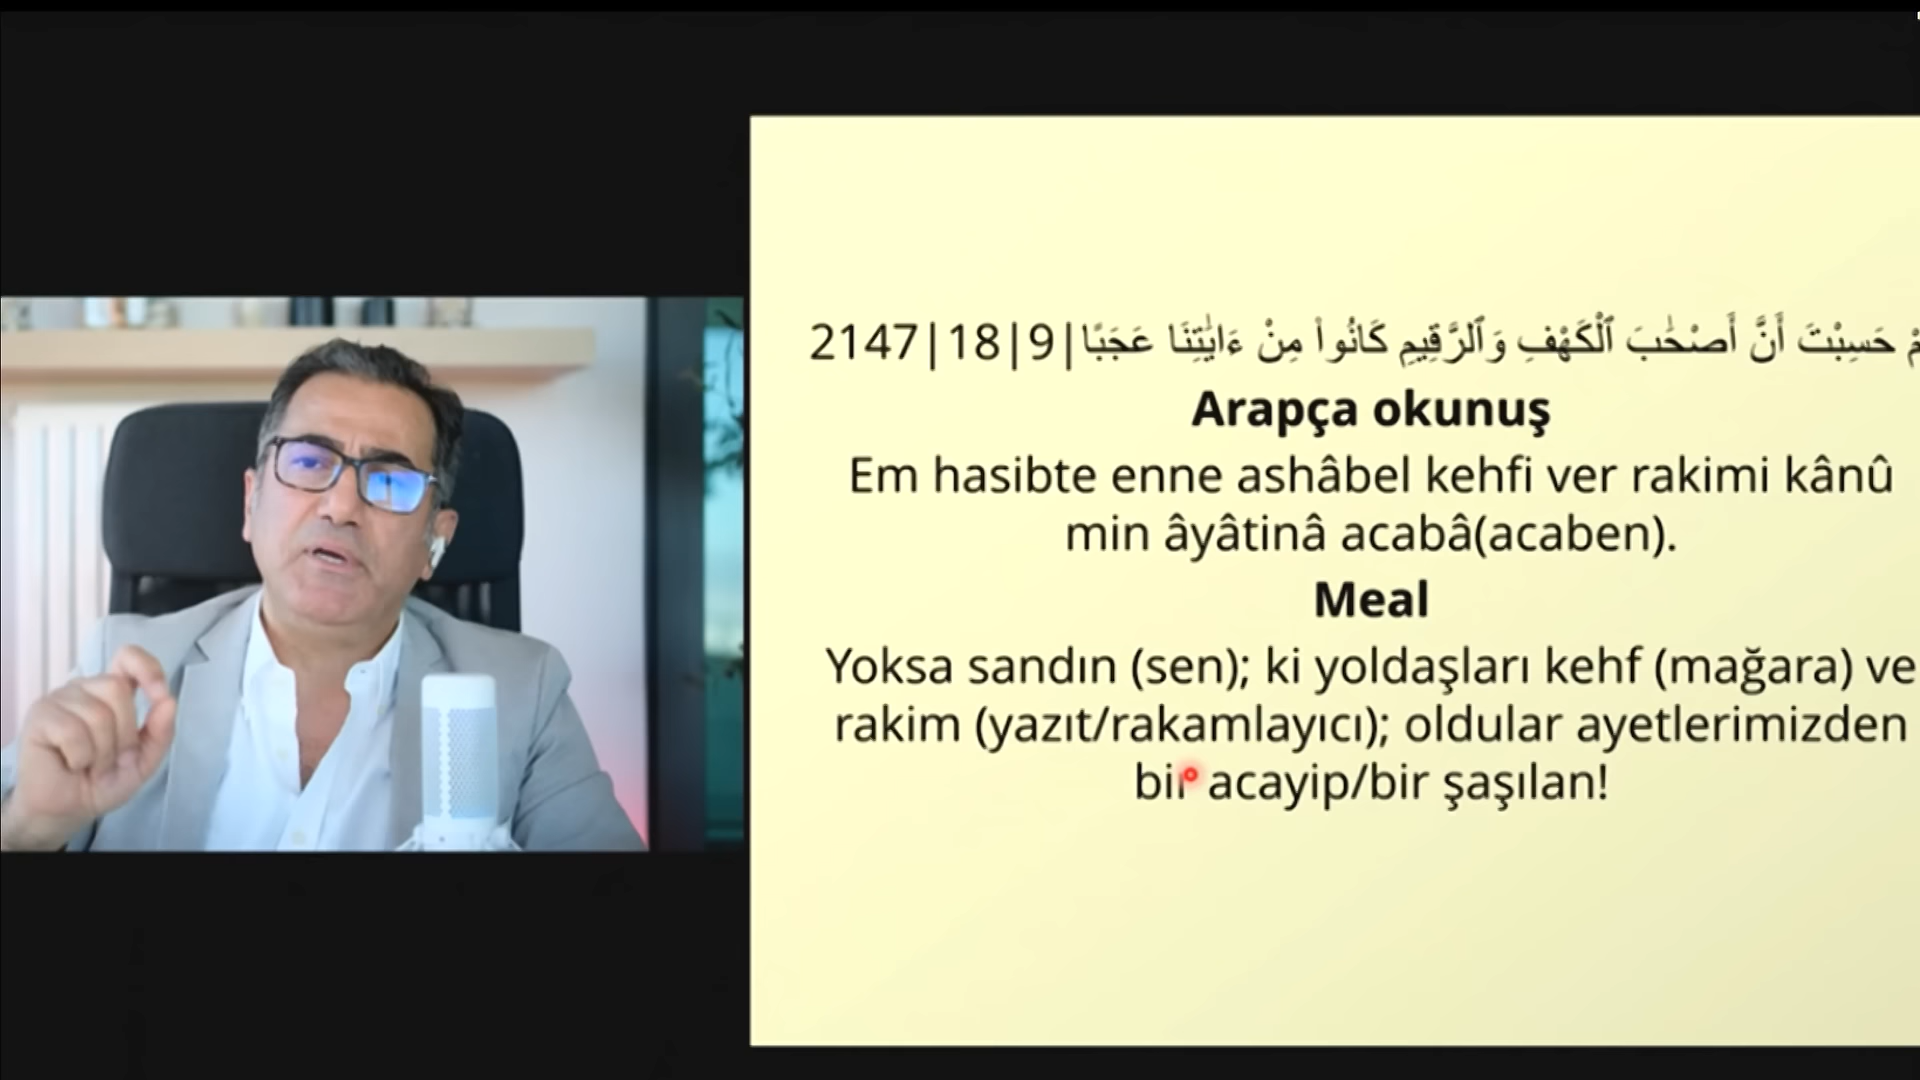 2147|18|9|حَسِبْتَ أَنَّ أَصْحَٰبَ ٱلْكَهْفِ وَٱلرَّقِيمِ كَانُوا۟ مِنْ ءَايَٰتِنَا عَجَبًا
Arapça okunuş
Em hasibte enne ashâbel kehfi ver rakimi kânû
min âyâtinâ acabâ(acaben).
Meal
Yoksa sandın (sen); ki yoldaşları kehf (mağara) ve
rakim (yazıt/rakamlayıcı); oldular ayetlerimizden
bir acayip/bir şaşılan!